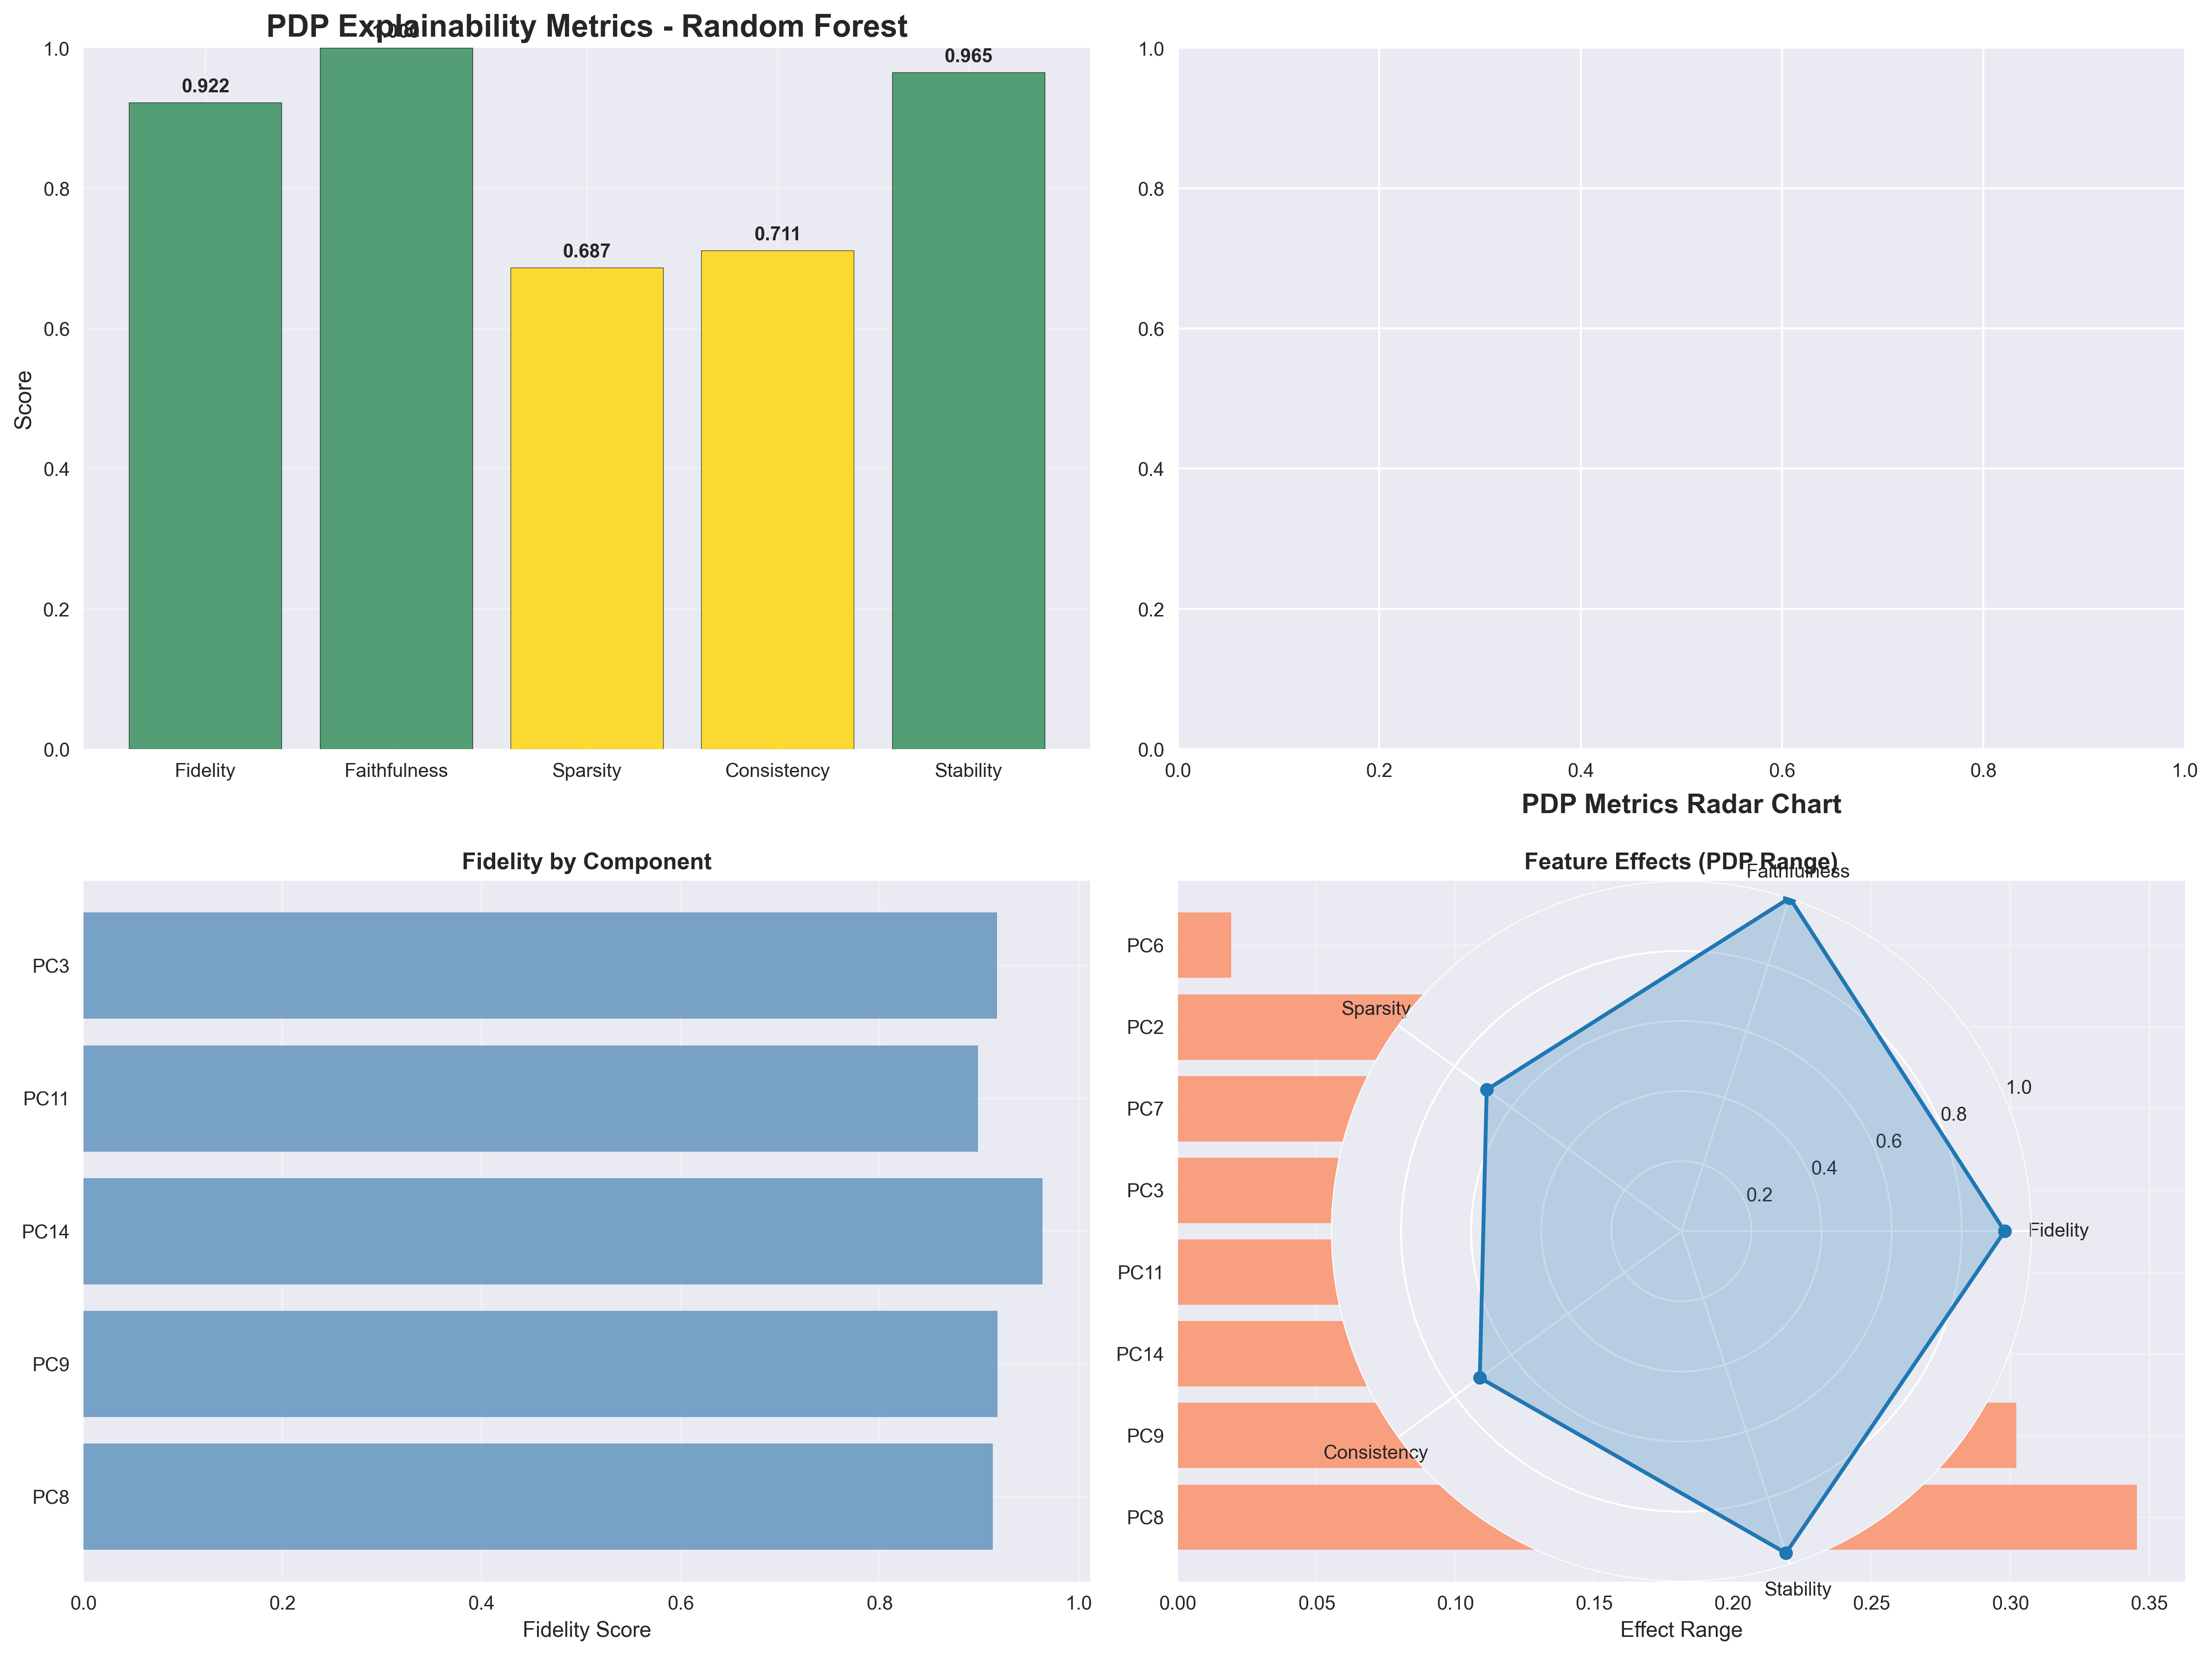 PDP Explainability Metrics - Random Forest
1.0
0.8
0.6
0.4
0.2
0.0
Score
0.922
1.000
0.687
0.711
0.965
Fidelity
Faithfulness
Sparsity
Consistency
Stability
1.0
0.8
0.6
0.4
0.2
0.0
0.0 0.2 0.4 0.6 0.8 1.0
PDP Metrics Radar Chart
Fidelity by Component
PC3
PC11
PC14
PC9
PC8
0.0 0.2 0.4 0.6 0.8 1.0
Fidelity Score
Feature Effects (PDP Range)
PC6
PC2
PC7
PC3
PC11
PC14
PC9
PC8
Faithfulness
Sparsity
Consistency
Stability
Fidelity
1.0
0.8
0.6
0.4
0.2
0.00 0.05 0.10 0.15 0.20 0.25 0.30 0.35
Effect Range